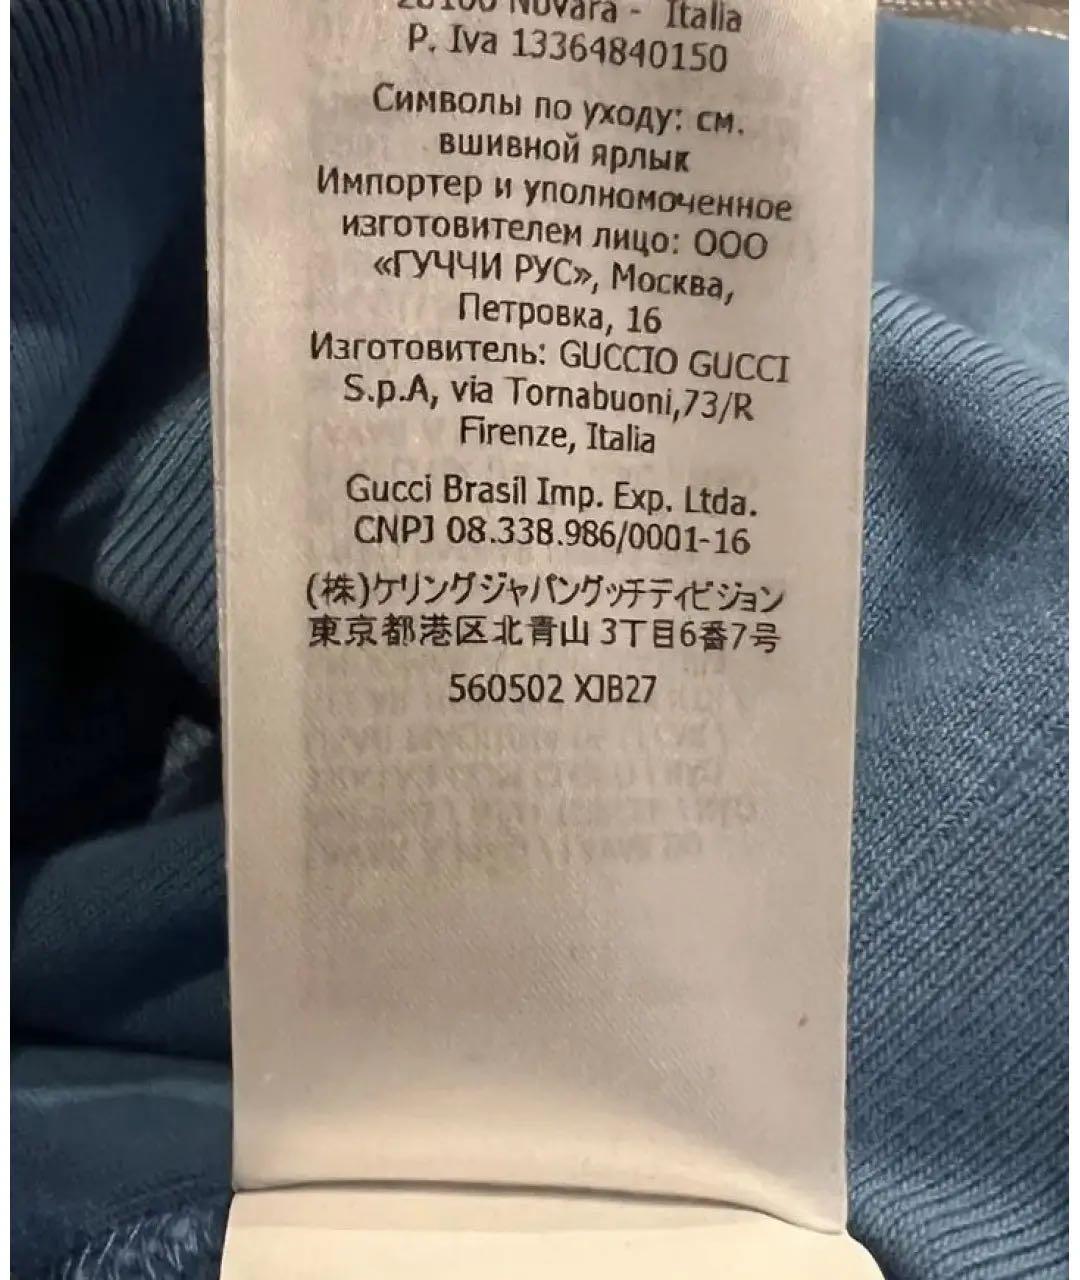 28100 Novara - Italia
P. Iva 13364840150
Символы по уходу: см.
вшивной ярлык
Импортер и уполномоченное
изготовителем лицо: ООО
«ГУЧЧИ РУС», Москва,
Петровка, 16
Изготовитель: GUCCIO GUCCI
S.p.A, via Tornabuoni,73/R
Firenze, Italia
Gucci Brasil Imp. Exp. Ltda.
CNPJ 08.338.986/0001-16
(株)ケリングジャパングッチディビジョン
東京都港区北青山 3丁目6番7号
560502 XJB27